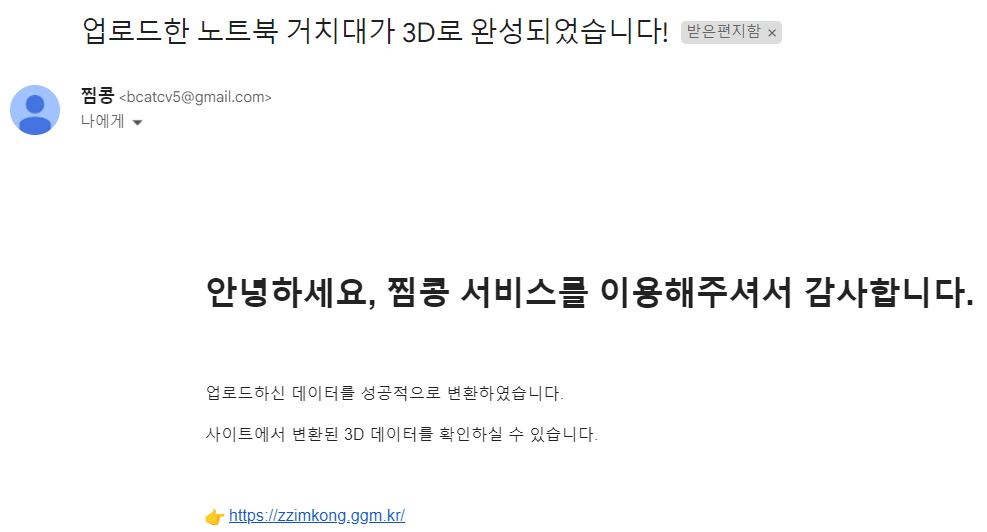 업로드한 노트북 거치대가 3D로 완성되었습니다! 받은편지함 ×
찜콩 <bcatcv5@gmail.com>
나에게
안녕하세요, 찜콩 서비스를 이용해주셔서 감사합니다.
업로드하신 데이터를 성공적으로 변환하였습니다.
사이트에서 변환된 3D 데이터를 확인하실 수 있습니다.
👉 https://zzimkong.ggm.kr/